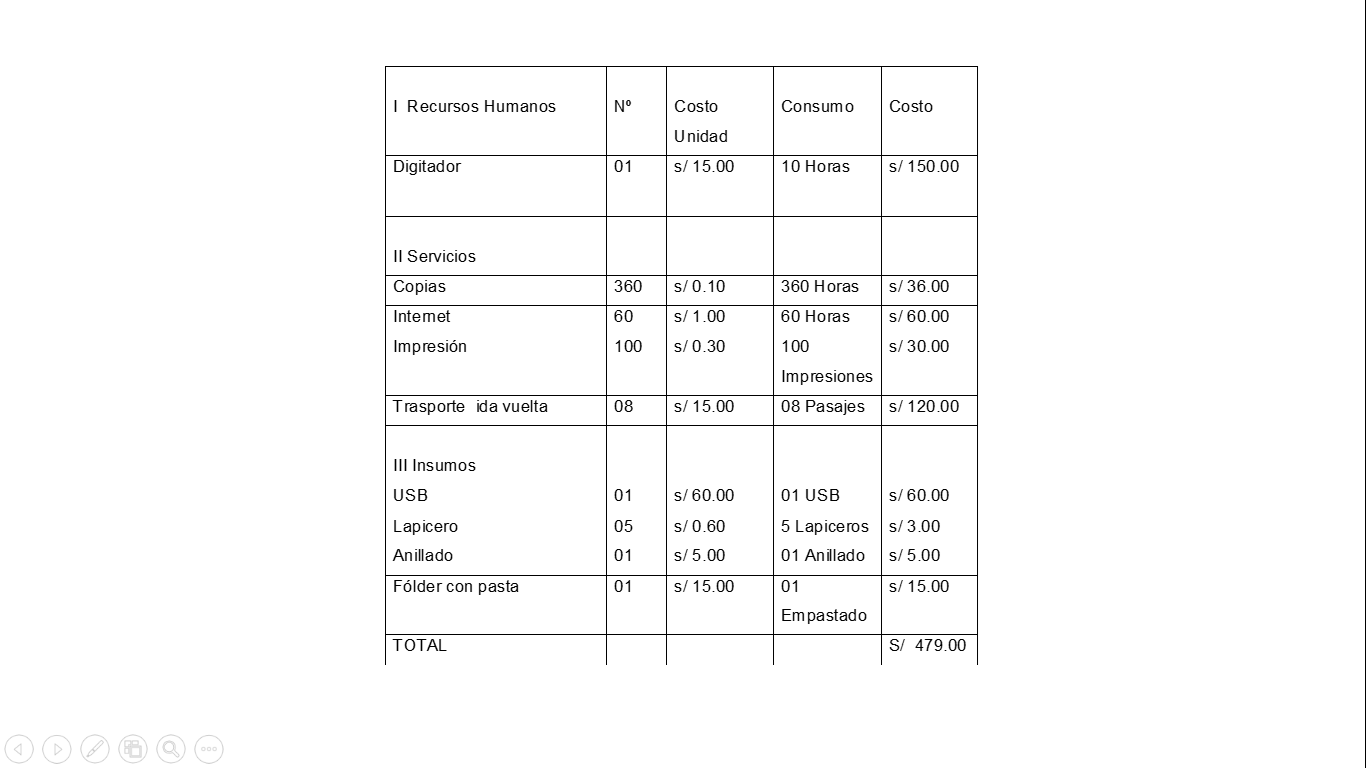 I  Recursos Humanos Nº Costo Consumo Costo
Unidad
Digitador 01 s/ 15.00 10 Horas s/ 150.00
II Servicios
Copias 360 s/ 0.10 360 Horas s/ 36.00
Internet 60 s/ 1.00 60 Horas s/ 60.00
Impresión 100 s/ 0.30 100 s/ 30.00
Impresiones
Trasporte  ida vuelta 08 s/ 15.00 08 Pasajes s/ 120.00
III Insumos
USB 01 s/ 60.00 01 USB s/ 60.00
Lapicero 05 s/ 0.60 5 Lapiceros s/ 3.00
Anillado 01 s/ 5.00 01 Anillado s/ 5.00
Fólder con pasta 01 s/ 15.00 01 s/ 15.00
Empastado
TOTAL S/  479.00